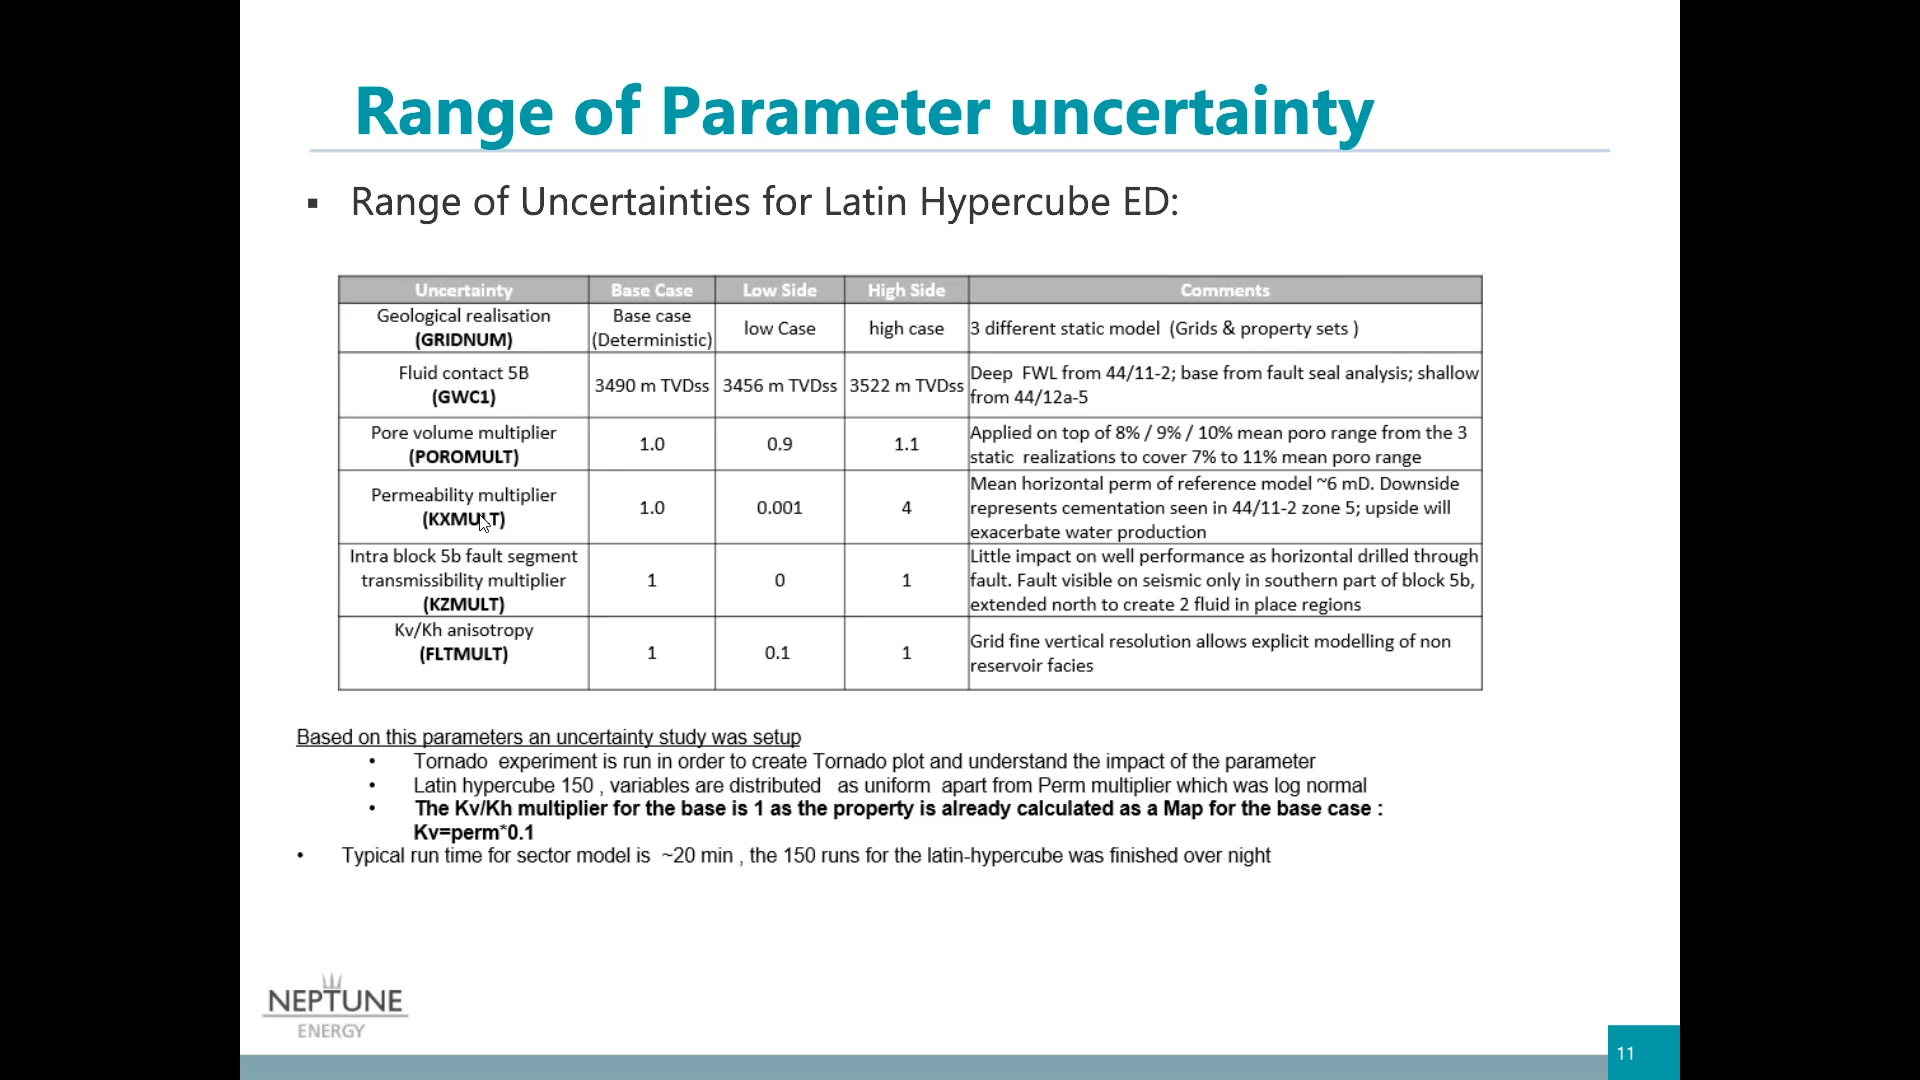 Range of Parameter uncertainty
▪ Range of Uncertainties for Latin Hypercube ED:
Uncertainty Base Case Low Side High Side Comments
Geological realisation
(GRIDNUM)
Base case
(Deterministic)
low Case
high case
3 different static model (Grids & property sets )
Fluid contact 5B
(GWC1)
3490 m TVDss
3456 m TVDss
3522 m TVDss
Deep FWL from 44/11-2; base from fault seal analysis; shallow
from 44/12a-5
Pore volume multiplier
(POROMULT)
1.0
0.9
1.1
Applied on top of 8% / 9% / 10% mean poro range from the 3
static realizations to cover 7% to 11% mean poro range
Permeability multiplier
(KXMULT)
1.0
0.001
4
Mean horizontal perm of reference model ~6 mD. Downside
represents cementation seen in 44/11-2 zone 5; upside will
exacerbate water production
Intra block 5b fault segment
transmissibility multiplier
(KZMULT)
1
0
1
Little impact on well performance as horizontal drilled through
fault. Fault visible on seismic only in southern part of block 5b,
extended north to create 2 fluid in place regions
Kv/Kh anisotropy
(FLTMULT)
1
0.1
1
Grid fine vertical resolution allows explicit modelling of non
reservoir facies
Based on this parameters an uncertainty study was setup
• Tornado experiment is run in order to create Tornado plot and understand the impact of the parameter
• Latin hypercube 150 , variables are distributed as uniform apart from Perm multiplier which was log normal
• The Kv/Kh multiplier for the base is 1 as the property is already calculated as a Map for the base case :
Kv=perm*0.1
• Typical run time for sector model is ~20 min , the 150 runs for the latin-hypercube was finished over night
NEPTUNE
ENERGY
11